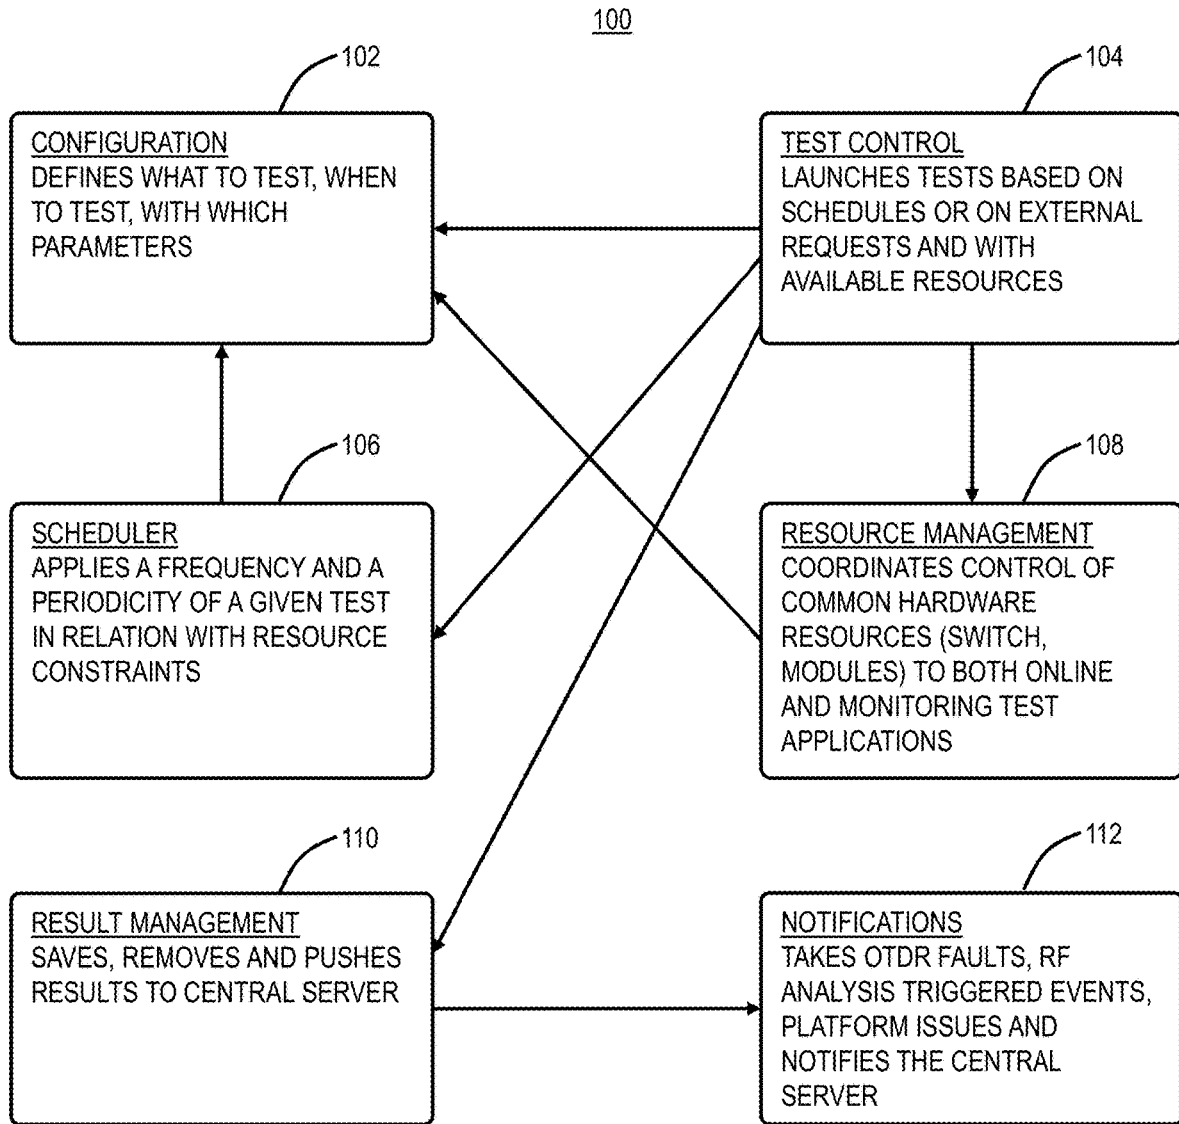 100
102
CONFIGURATION
DEFINES WHAT TO TEST, WHEN
TO TEST, WITH WHICH
PARAMETERS
104
TEST CONTROL
LAUNCHES TESTS BASED ON
SCHEDULES OR ON EXTERNAL
REQUESTS AND WITH
AVAILABLE RESOURCES
106
SCHEDULER
APPLIES A FREQUENCY AND A
PERIODICITY OF A GIVEN TEST
IN RELATION WITH RESOURCE
CONSTRAINTS
108
RESOURCE MANAGEMENT
COORDINATES CONTROL OF
COMMON HARDWARE
RESOURCES (SWITCH,
MODULES) TO BOTH ONLINE
AND MONITORING TEST
APPLICATIONS
110
RESULT MANAGEMENT
SAVES, REMOVES AND PUSHES
RESULTS TO CENTRAL SERVER
112
NOTIFICATIONS
TAKES OTDR FAULTS, RF
ANALYSIS TRIGGERED EVENTS,
PLATFORM ISSUES AND
NOTIFIES THE CENTRAL
SERVER